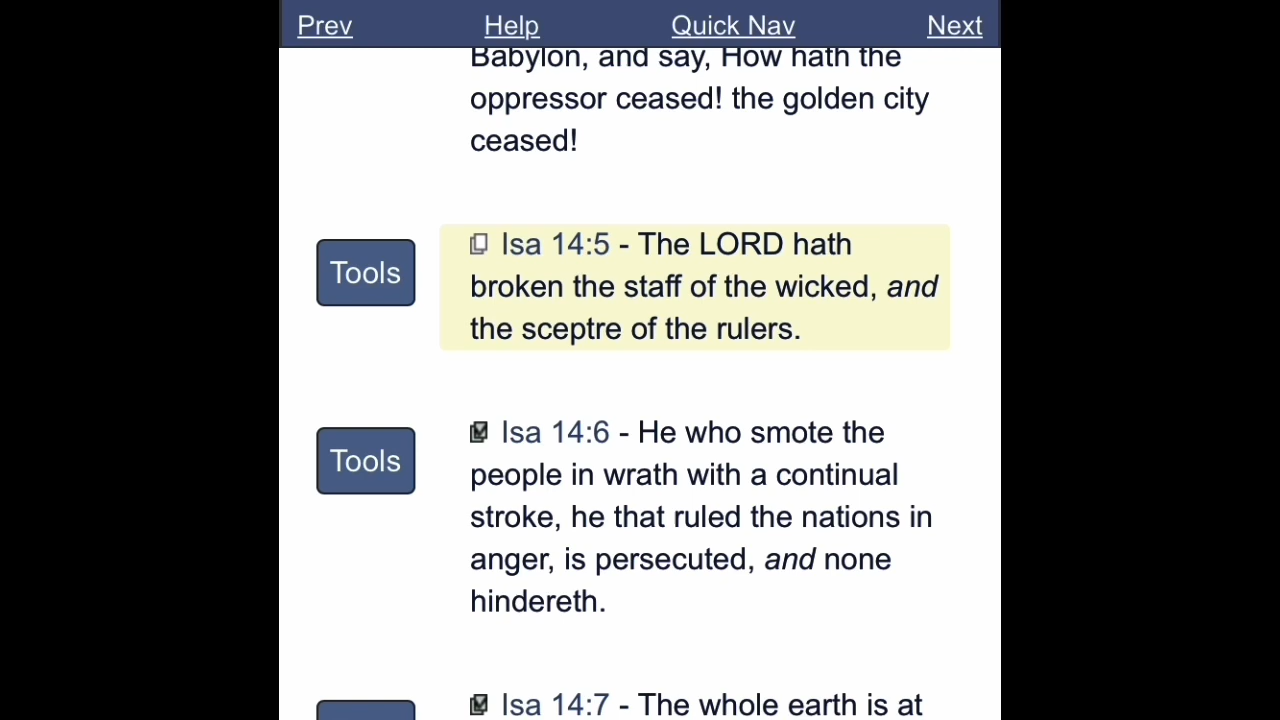 Prev Help Quick Nav Next
Babylon, and say, How hath the
oppressor ceased! the golden city
ceased!
Tools
Isa 14:5 - The LORD hath
broken the staff of the wicked, and
the sceptre of the rulers.
Tools
Isa 14:6 - He who smote the
people in wrath with a continual
stroke, he that ruled the nations in
anger, is persecuted, and none
hindereth.
Isa 14:7 - The whole earth is at